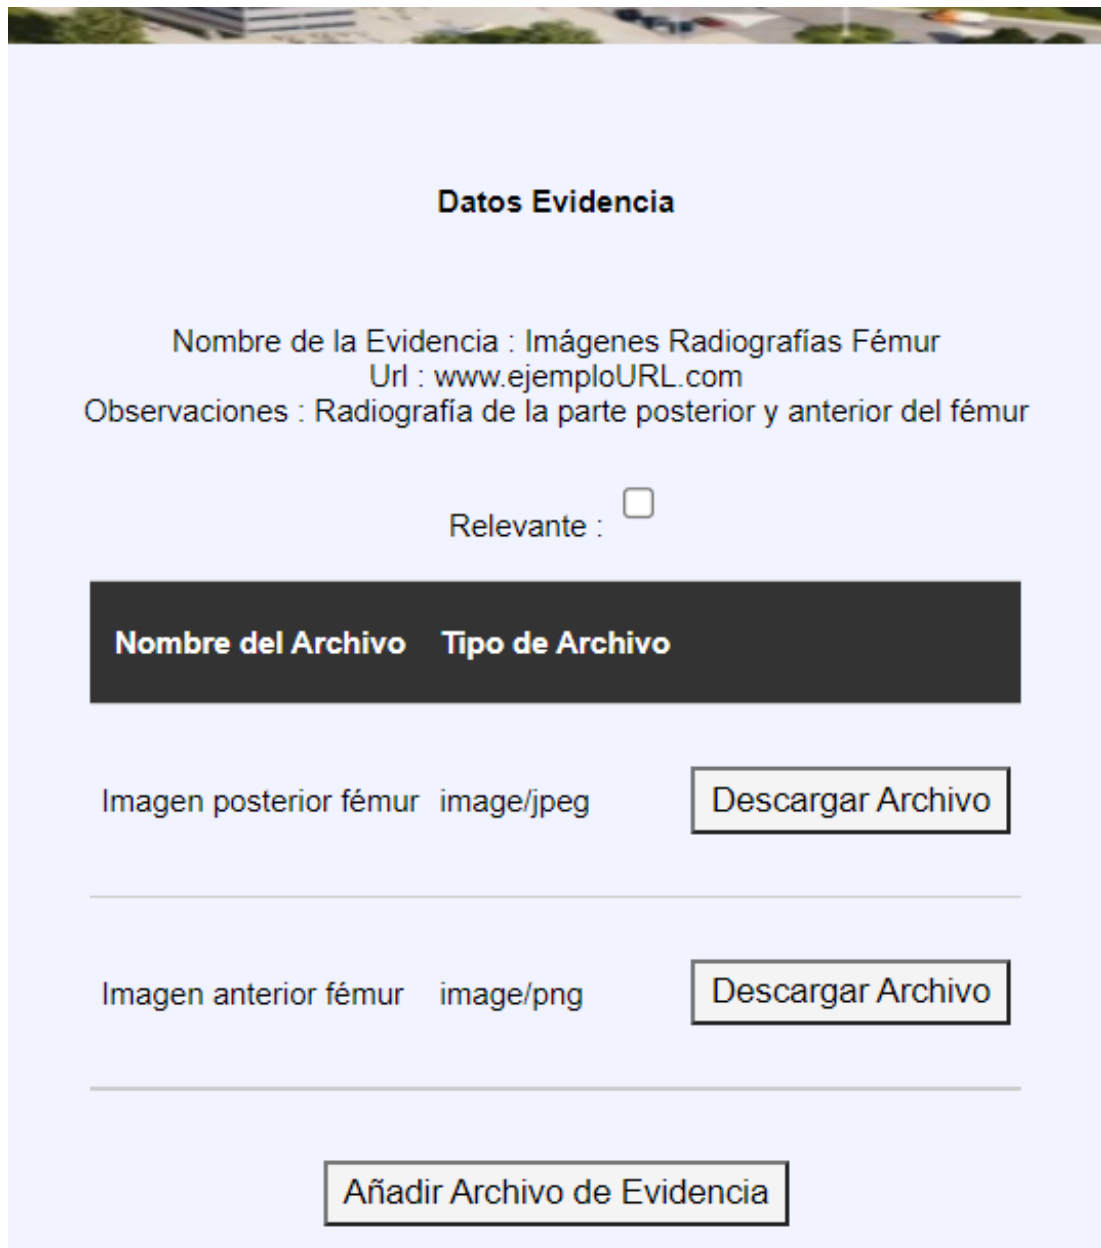 Datos Evidencia
Nombre de la Evidencia : Imágenes Radiografías Fémur
Url : www.ejemploURL.com
Observaciones : Radiografía de la parte posterior y anterior del fémur
Relevante :
Nombre del Archivo Tipo de Archivo
Imagen posterior fémur image/jpeg Descargar Archivo
Imagen anterior fémur image/png Descargar Archivo
Añadir Archivo de Evidencia